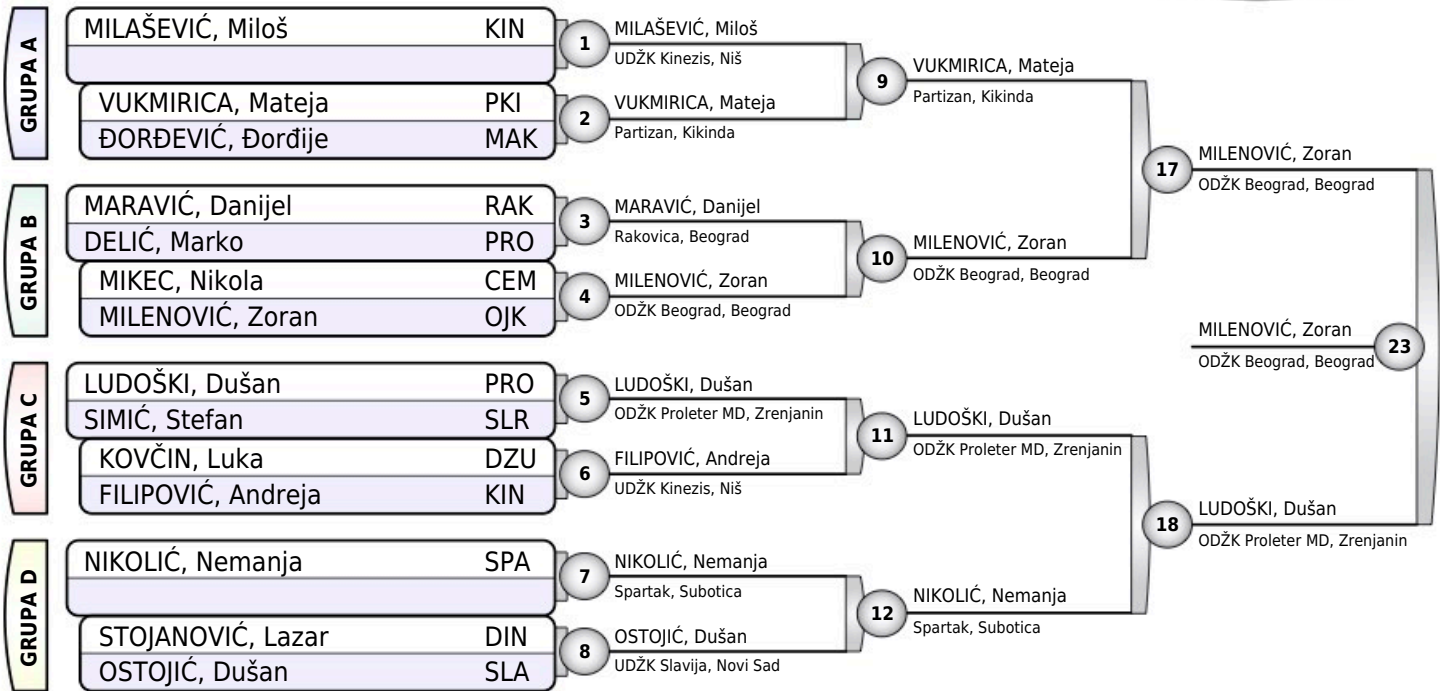 GRUPA A
MILAŠEVIĆ, Miloš KIN
VUKMIRICA, Mateja PKI
ĐORĐEVIĆ, Đorđije MAK
GRUPA B
MARAVIĆ, Danijel RAK
DELIĆ, Marko PRO
MIKEC, Nikola CEM
MILENOVIĆ, Zoran OJK
GRUPA C
LUDOŠKI, Dušan PRO
SIMIĆ, Stefan SLR
KOVČIN, Luka DZU
FILIPOVIĆ, Andreja KIN
GRUPA D
NIKOLIĆ, Nemanja SPA
STOJANOVIĆ, Lazar DIN
OSTOJIĆ, Dušan SLA
1
MILAŠEVIĆ, Miloš
UDŽK Kinezis, Niš
2
VUKMIRICA, Mateja
Partizan, Kikinda
3
MARAVIĆ, Danijel
Rakovica, Beograd
4
MILENOVIĆ, Zoran
ODŽK Beograd, Beograd
5
LUDOŠKI, Dušan
ODŽK Proleter MD, Zrenjanin
6
FILIPOVIĆ, Andreja
UDŽK Kinezis, Niš
7
NIKOLIĆ, Nemanja
Spartak, Subotica
8
OSTOJIĆ, Dušan
UDŽK Slavija, Novi Sad
9
VUKMIRICA, Mateja
Partizan, Kikinda
10
MILENOVIĆ, Zoran
ODŽK Beograd, Beograd
11
LUDOŠKI, Dušan
ODŽK Proleter MD, Zrenjanin
12
NIKOLIĆ, Nemanja
Spartak, Subotica
17
MILENOVIĆ, Zoran
ODŽK Beograd, Beograd
18
LUDOŠKI, Dušan
ODŽK Proleter MD, Zrenjanin
MILENOVIĆ, Zoran
ODŽK Beograd, Beograd
23